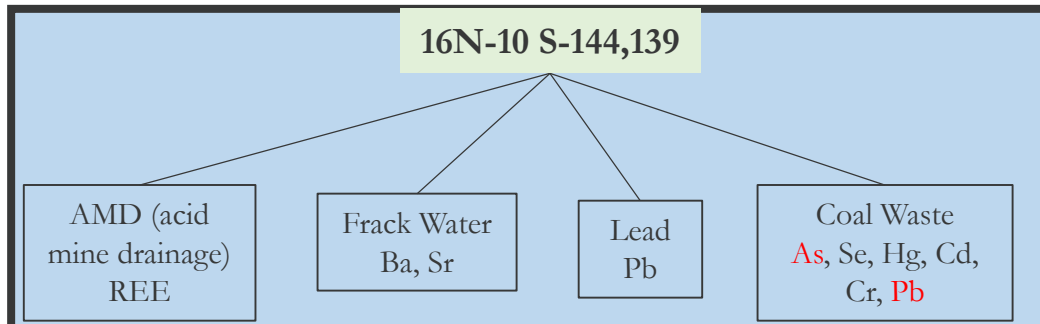 16N-10 S-144,139
AMD (acid
mine drainage)
REE
Frack Water
Ba, Sr
Lead
Pb
Coal Waste
As, Se, Hg, Cd,
Cr, Pb